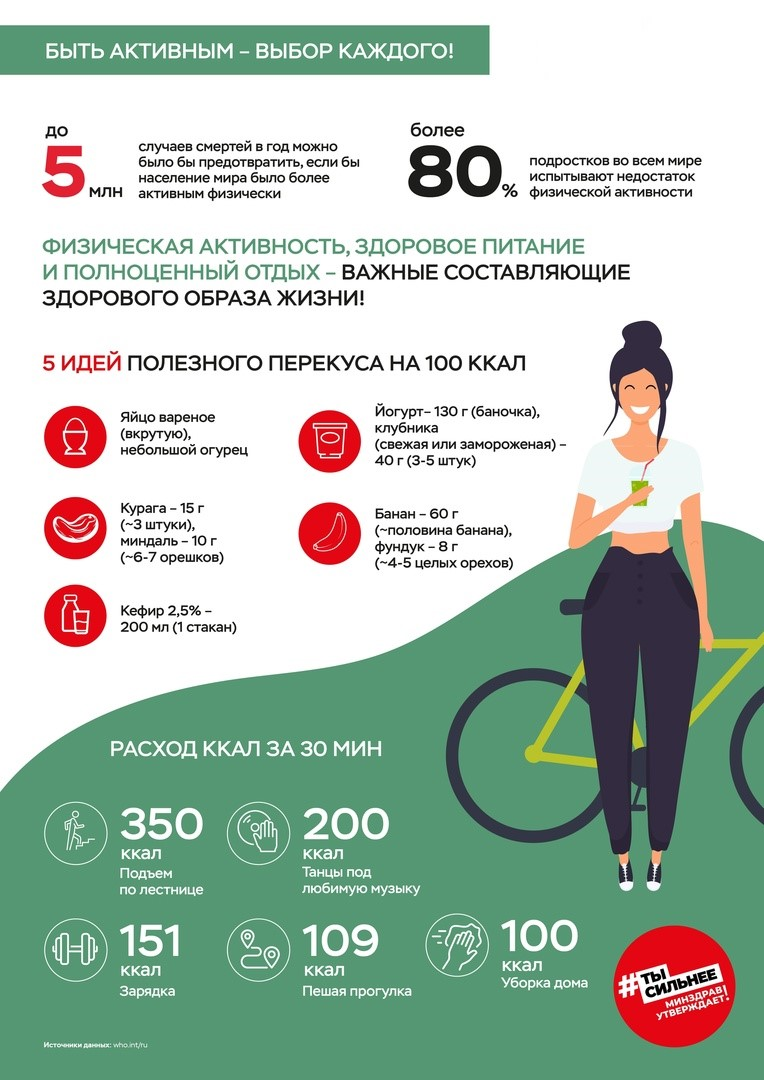 БЫТЬ АКТИВНЫМ – ВЫБОР КАЖДОГО!
до
5 млн
случаев смертей в год можно
было бы предотвратить, если бы
население мира было более
активным физически
более
80%
подростков во всем мире
испытывают недостаток
физической активности
ФИЗИЧЕСКАЯ АКТИВНОСТЬ, ЗДОРОВОЕ ПИТАНИЕ
И ПОЛНОЦЕННЫЙ ОТДЫХ – ВАЖНЫЕ СОСТАВЛЯЮЩИЕ
ЗДОРОВОГО ОБРАЗА ЖИЗНИ!
5 ИДЕЙ ПОЛЕЗНОГО ПЕРЕКУСА НА 100 ККАЛ
Яйцо вареное
(вкрутую),
небольшой огурец
Йогурт– 130 г (баночка),
клубника
(свежая или замороженая) –
40 г (3-5 штук)
Курага – 15 г
(~3 штуки),
миндаль – 10 г
(~6-7 орешков)
Банан – 60 г
(~половина банана),
фундук – 8 г
(~4-5 целых орехов)
Кефир 2,5% –
200 мл (1 стакан)
РАСХОД ККАЛ ЗА 30 МИН
350
ккал
Подъем
по лестнице
200
ккал
Танцы под
любимую музыку
151
ккал
Зарядка
109
ккал
Пешая прогулка
100
ккал
Уборка дома
#ТЫ
СИЛЬНЕЕ
МИНЗДРАВ
УТВЕРЖДАЕТ!
Источники данных: who.int/ru